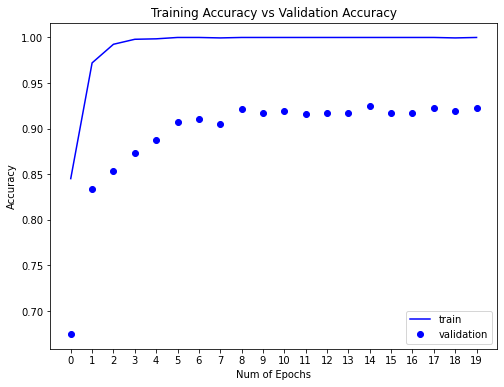 Training Accuracy vs Validation Accuracy
1.00
0.95
0.90
0.85
0.80
0.75
0.70
Accuracy
0 1 2 3 4 5 6 7 8 9 10 11 12 13 14 15 16 17 18 19
Num of Epochs
train
validation